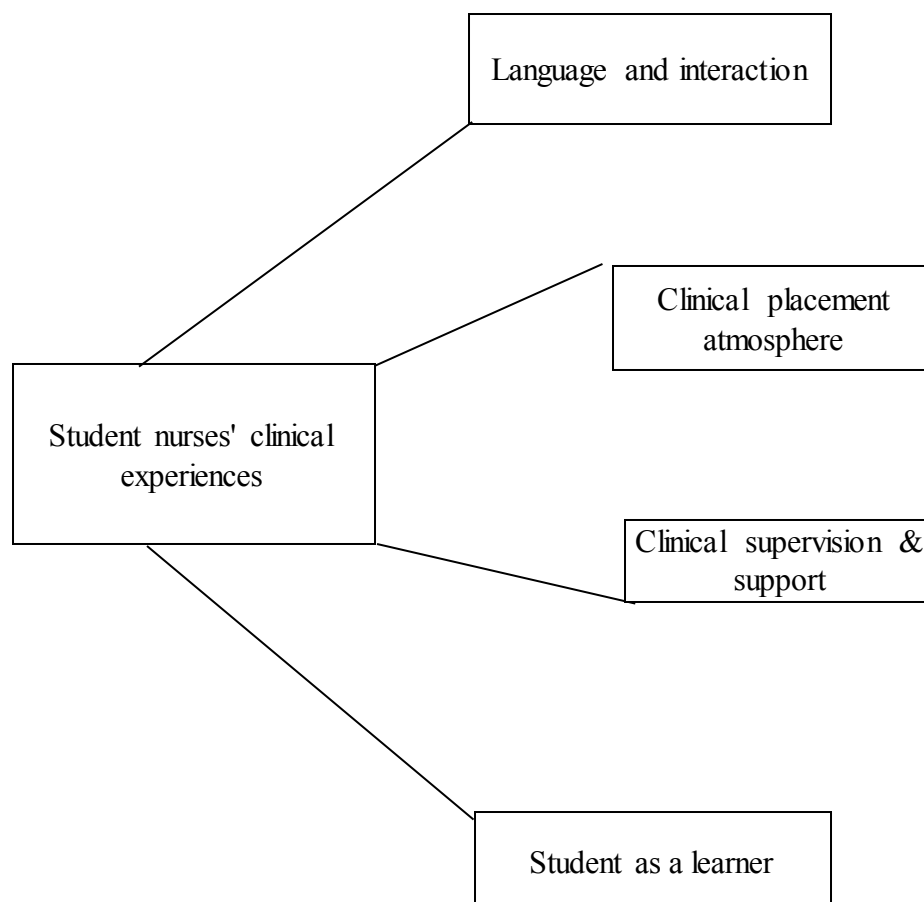 Language and interaction
Clinical placement
atmosphere
Student nurses' clinical
experiences
Clinical supervision &
support
Student as a learner